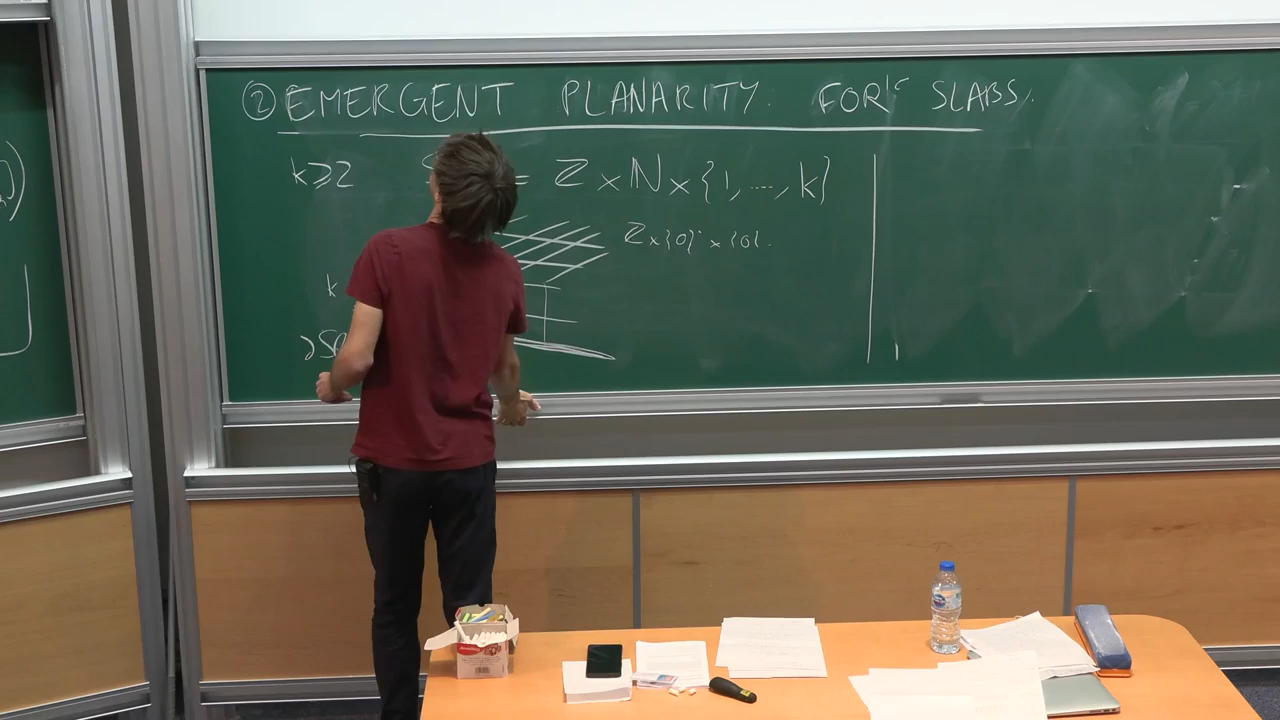 ② EMERGENT PLANARITY FOR SLABS.
k ⩾ 2 = Z × N × {1, ..., k}
Z × {0} × {0}.
k